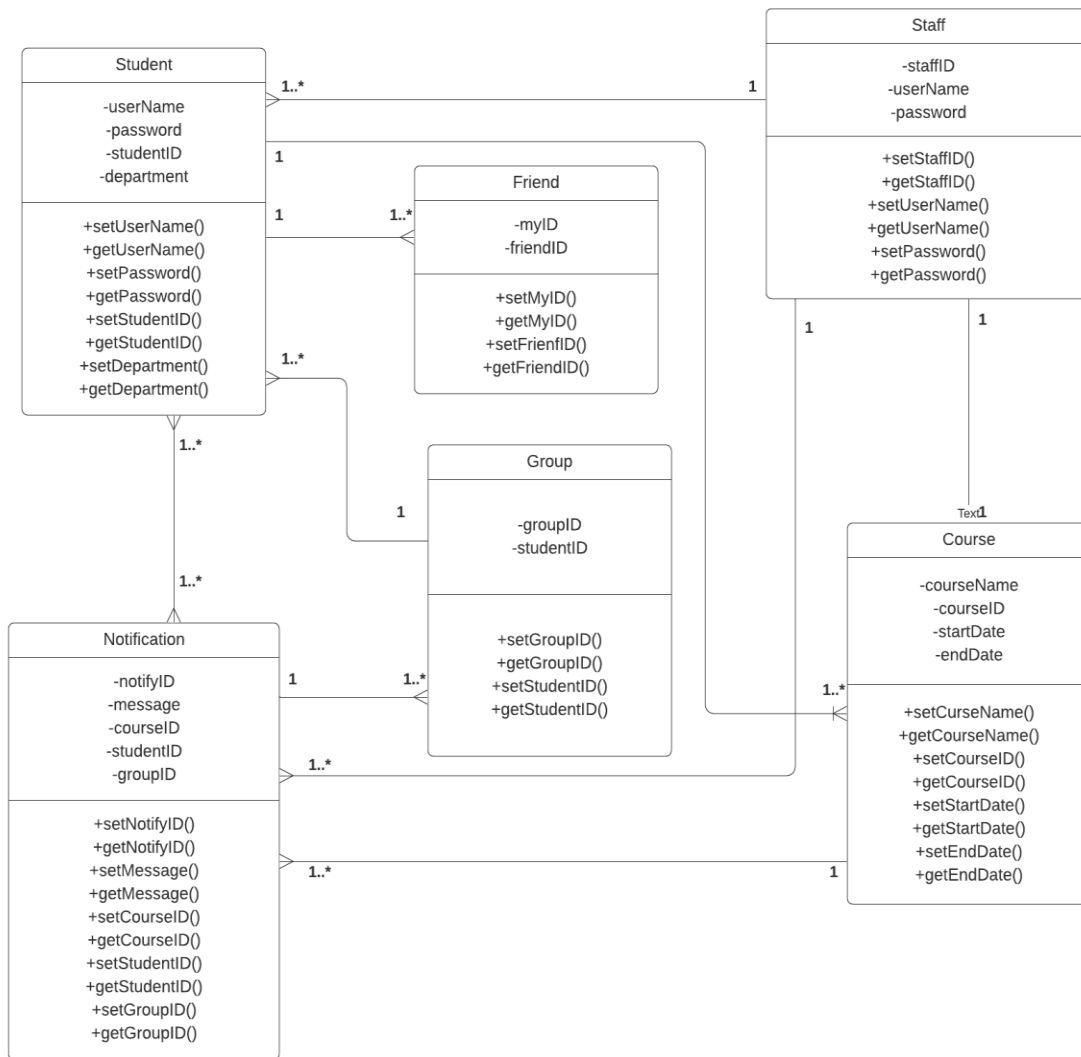 Student
-userName
-password
-studentID
-department
+setUserName()
+getUserName()
+setPassword()
+getPassword()
+setStudentID()
+getStudentID()
+setDepartment()
+getDepartment()
1..*
1
1
1
1..*
1..*
Staff
-staffID
-userName
-password
+setStaffID()
+getStaffID()
+setUserName()
+getUserName()
+setPassword()
+getPassword()
Friend
-myID
-friendID
+setMyID()
+getMyID()
+setFrienfID()
+getFriendID()
1
1
1..*
1
1..*
Group
-groupID
-studentID
+setGroupID()
+getGroupID()
+setStudentID()
+getStudentID()
Text
1
Course
-courseName
-courseID
-startDate
-endDate
+setCurseName()
+getCourseName()
+setCourseID()
+getCourseID()
+setStartDate()
+getStartDate()
+setEndDate()
+getEndDate()
Notification
-notifyID
-message
-courseID
-studentID
-groupID
+setNotifyID()
+getNotifyID()
+setMessage()
+getMessage()
+setCourseID()
+getCourseID()
+setStudentID()
+getStudentID()
+setGroupID()
+getGroupID()
1
1..*
1..*
1..*
1..*
1